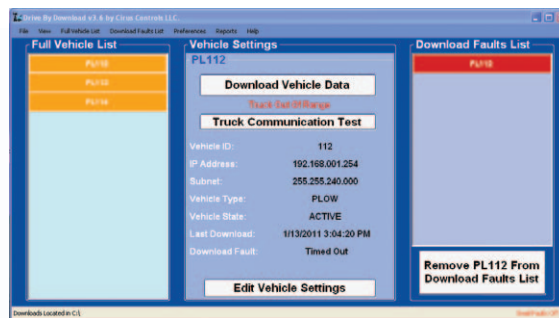 Drive By Download v3.6 by Cirus Controls LLC.
File View Full Vehicle List Download Faults List Preferences Reports Help
Full Vehicle List
PL112
Vehicle Settings
PL112
Download Vehicle Data
Truck Out Of Range
Truck Communication Test
Vehicle ID: 112
IP Address: 192.168.001.254
Subnet: 255.255.240.000
Vehicle Type: PLOW
Vehicle State: ACTIVE
Last Download: 1/13/2011 3:04:20 PM
Download Fault: Timed Out
Edit Vehicle Settings
Download Faults List
PL112
Remove PL112 From
Download Faults List
Downloads Located in C:\